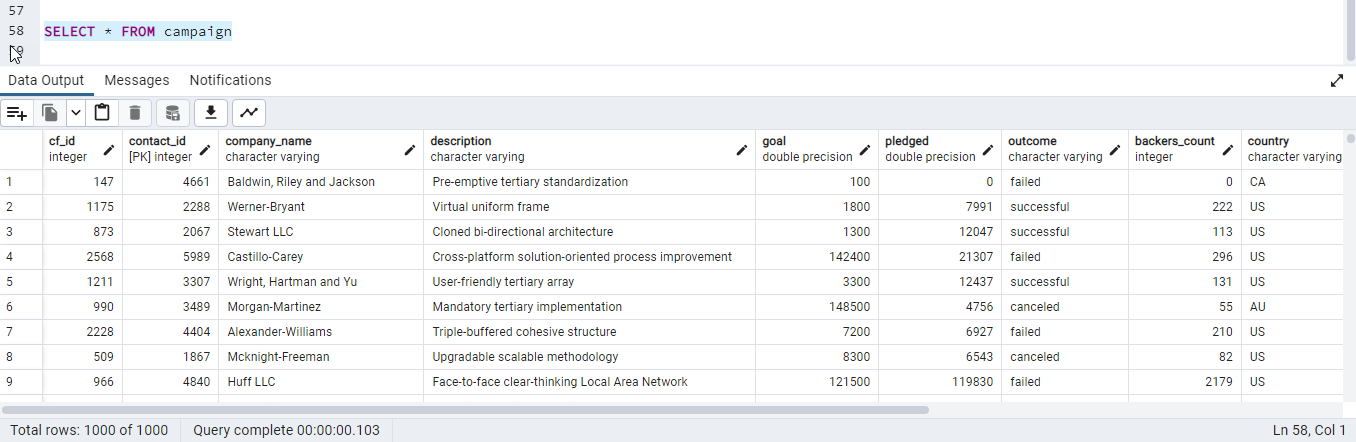 57
58 SELECT * FROM campaign
59
Data Output Messages Notifications
cf_id integer contact_id [PK] integer company_name character varying description character varying goal double precision pledged double precision outcome character varying backers_count integer country character varying
1 147 4661 Baldwin, Riley and Jackson Pre-emptive tertiary standardization 100 0 failed 0 CA
2 1175 2288 Werner-Bryant Virtual uniform frame 1800 7991 successful 222 US
3 873 2067 Stewart LLC Cloned bi-directional architecture 1300 12047 successful 113 US
4 2568 5989 Castillo-Carey Cross-platform solution-oriented process improvement 142400 21307 failed 296 US
5 1211 3307 Wright, Hartman and Yu User-friendly tertiary array 3300 12437 successful 131 US
6 990 3489 Morgan-Martinez Mandatory tertiary implementation 148500 4756 canceled 55 AU
7 2228 4404 Alexander-Williams Triple-buffered cohesive structure 7200 6927 failed 210 US
8 509 1867 Mcknight-Freeman Upgradable scalable methodology 8300 6543 canceled 82 US
9 966 4840 Huff LLC Face-to-face clear-thinking Local Area Network 121500 119830 failed 2179 US
Total rows: 1000 of 1000 Query complete 00:00:00.103 Ln 58, Col 1